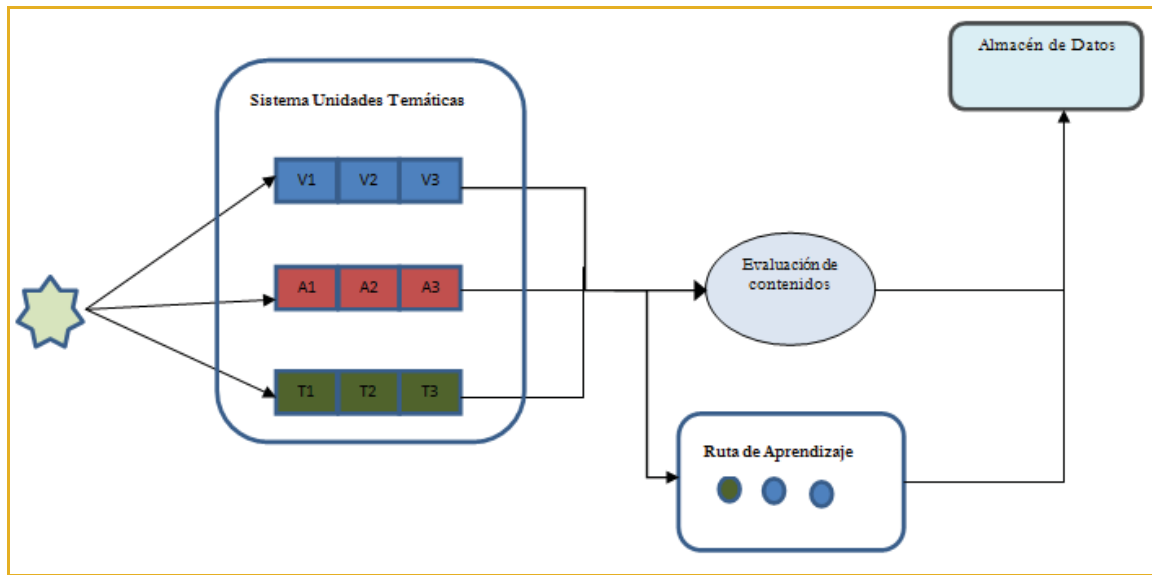 Almacén de Datos
Sistema Unidades Temáticas
V1 V2 V3
A1 A2 A3
T1 T2 T3
Evaluación de
contenidos
Ruta de Aprendizaje